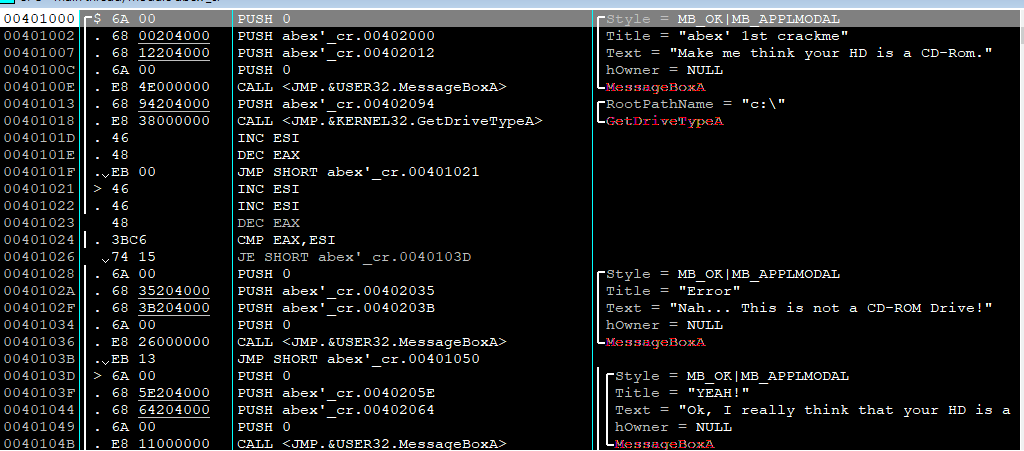 00401000 $ 6A 00 PUSH 0 Style = MB_OK|MB_APPLMODAL
00401002 . 68 00204000 PUSH abex'_cr.00402000 Title = "abex' 1st crackme"
00401007 . 68 12204000 PUSH abex'_cr.00402012 Text = "Make me think your HD is a CD-Rom."
0040100C . 6A 00 PUSH 0 hOwner = NULL
0040100E . E8 4E000000 CALL <JMP.&USER32.MessageBoxA> MessageBoxA
00401013 . 68 94204000 PUSH abex'_cr.00402094 RootPathName = "c:\"
00401018 . E8 38000000 CALL <JMP.&KERNEL32.GetDriveTypeA> GetDriveTypeA
0040101D . 46 INC ESI
0040101E . 48 DEC EAX
0040101F . EB 00 JMP SHORT abex'_cr.00401021
00401021 > 46 INC ESI
00401022 . 46 INC ESI
00401023 48 DEC EAX
00401024 . 3BC6 CMP EAX,ESI
00401026 74 15 JE SHORT abex'_cr.0040103D
00401028 . 6A 00 PUSH 0 Style = MB_OK|MB_APPLMODAL
0040102A . 68 35204000 PUSH abex'_cr.00402035 Title = "Error"
0040102F . 68 3B204000 PUSH abex'_cr.0040203B Text = "Nah... This is not a CD-ROM Drive!"
00401034 . 6A 00 PUSH 0 hOwner = NULL
00401036 . E8 26000000 CALL <JMP.&USER32.MessageBoxA> MessageBoxA
0040103B . EB 13 JMP SHORT abex'_cr.00401050
0040103D > 6A 00 PUSH 0 Style = MB_OK|MB_APPLMODAL
0040103F . 68 5E204000 PUSH abex'_cr.0040205E Title = "YEAH!"
00401044 . 68 64204000 PUSH abex'_cr.00402064 Text = "Ok, I really think that your HD is a
00401049 . 6A 00 PUSH 0 hOwner = NULL
0040104B . E8 11000000 CALL <JMP.&USER32.MessageBoxA> MessageBoxA